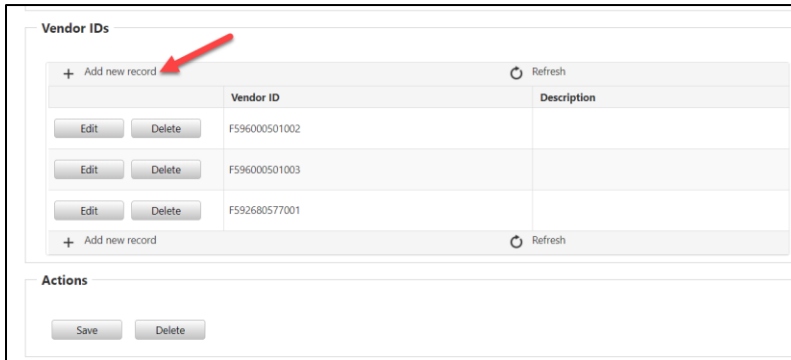 Vendor IDs
+ Add new record Refresh
Vendor ID Description
Edit Delete F596000501002
Edit Delete F596000501003
Edit Delete F592680577001
+ Add new record Refresh
Actions
Save Delete